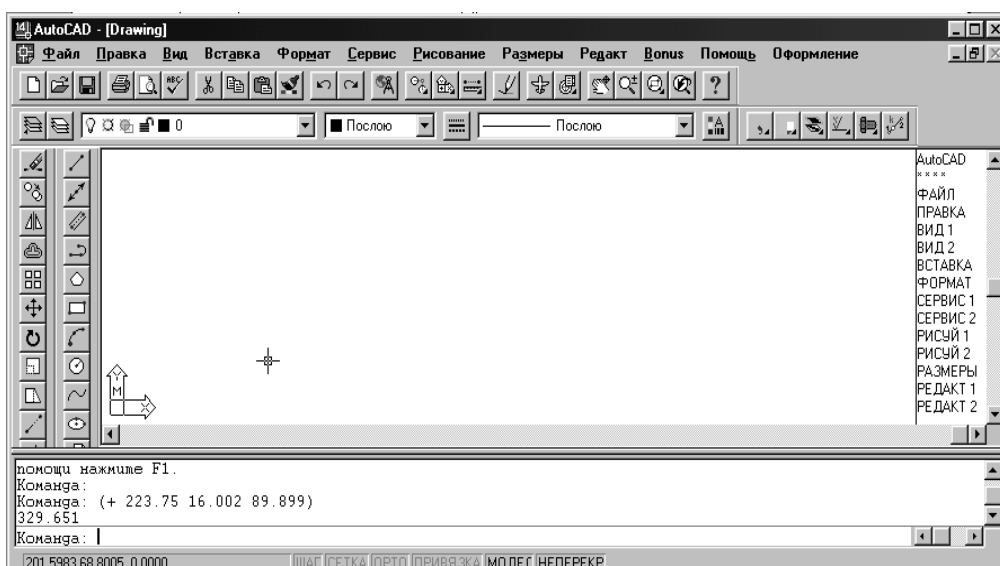 AutoCAD - [Drawing]
Файл Правка Вид Вставка Формат Сервис Рисование Размеры Редакт Bonus Помощь Оформление
0 Послою Послою
AutoCAD
* * * *
ФАЙЛ
ПРАВКА
ВИД 1
ВИД 2
ВСТАВКА
ФОРМАТ
СЕРВИС 1
СЕРВИС 2
РИСУЙ 1
РИСУЙ 2
РАЗМЕРЫ
РЕДАКТ 1
РЕДАКТ 2
помощи нажмите F1.
Команда:
Команда: (+ 223.75 16.002 89.899)
329.651
Команда:
201.5983,68.8005, 0.0000 ШАГ СЕТКА ОРТО ПРИВЯЗКА МОДЕС НЕПЕРЕКР